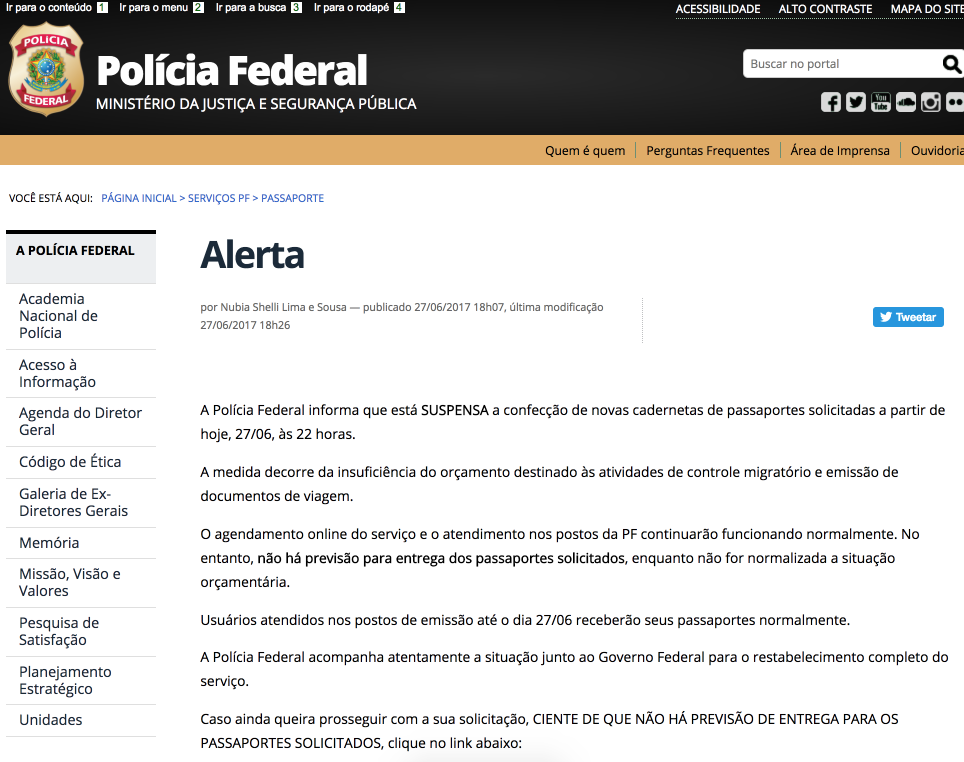 Ir para o conteúdo 1 Ir para o menu 2 Ir para a busca 3 Ir para o rodapé 4
ACESSIBILIDADE ALTO CONTRASTE MAPA DO SITE
POLÍCIA
FEDERAL
Polícia Federal
MINISTÉRIO DA JUSTIÇA E SEGURANÇA PÚBLICA
Buscar no portal
You
Tube
Quem é quem Perguntas Frequentes Área de Imprensa Ouvidoria
VOCÊ ESTÁ AQUI: PÁGINA INICIAL > SERVIÇOS PF > PASSAPORTE
A POLÍCIA FEDERAL
Academia
Nacional de
Polícia
Acesso à
Informação
Agenda do Diretor
Geral
Código de Ética
Galeria de Ex-
Diretores Gerais
Memória
Missão, Visão e
Valores
Pesquisa de
Satisfação
Planejamento
Estratégico
Unidades
Alerta
por Nubia Shelli Lima e Sousa — publicado 27/06/2017 18h07, última modificação
27/06/2017 18h26
Tweetar
A Polícia Federal informa que está SUSPENSA a confecção de novas cadernetas de passaportes solicitadas a partir de
hoje, 27/06, às 22 horas.
A medida decorre da insuficiência do orçamento destinado às atividades de controle migratório e emissão de
documentos de viagem.
O agendamento online do serviço e o atendimento nos postos da PF continuarão funcionando normalmente. No
entanto, não há previsão para entrega dos passaportes solicitados, enquanto não for normalizada a situação
orçamentária.
Usuários atendidos nos postos de emissão até o dia 27/06 receberão seus passaportes normalmente.
A Polícia Federal acompanha atentamente a situação junto ao Governo Federal para o restabelecimento completo do
serviço.
Caso ainda queira prosseguir com a sua solicitação, CIENTE DE QUE NÃO HÁ PREVISÃO DE ENTREGA PARA OS
PASSAPORTES SOLICITADOS, clique no link abaixo: